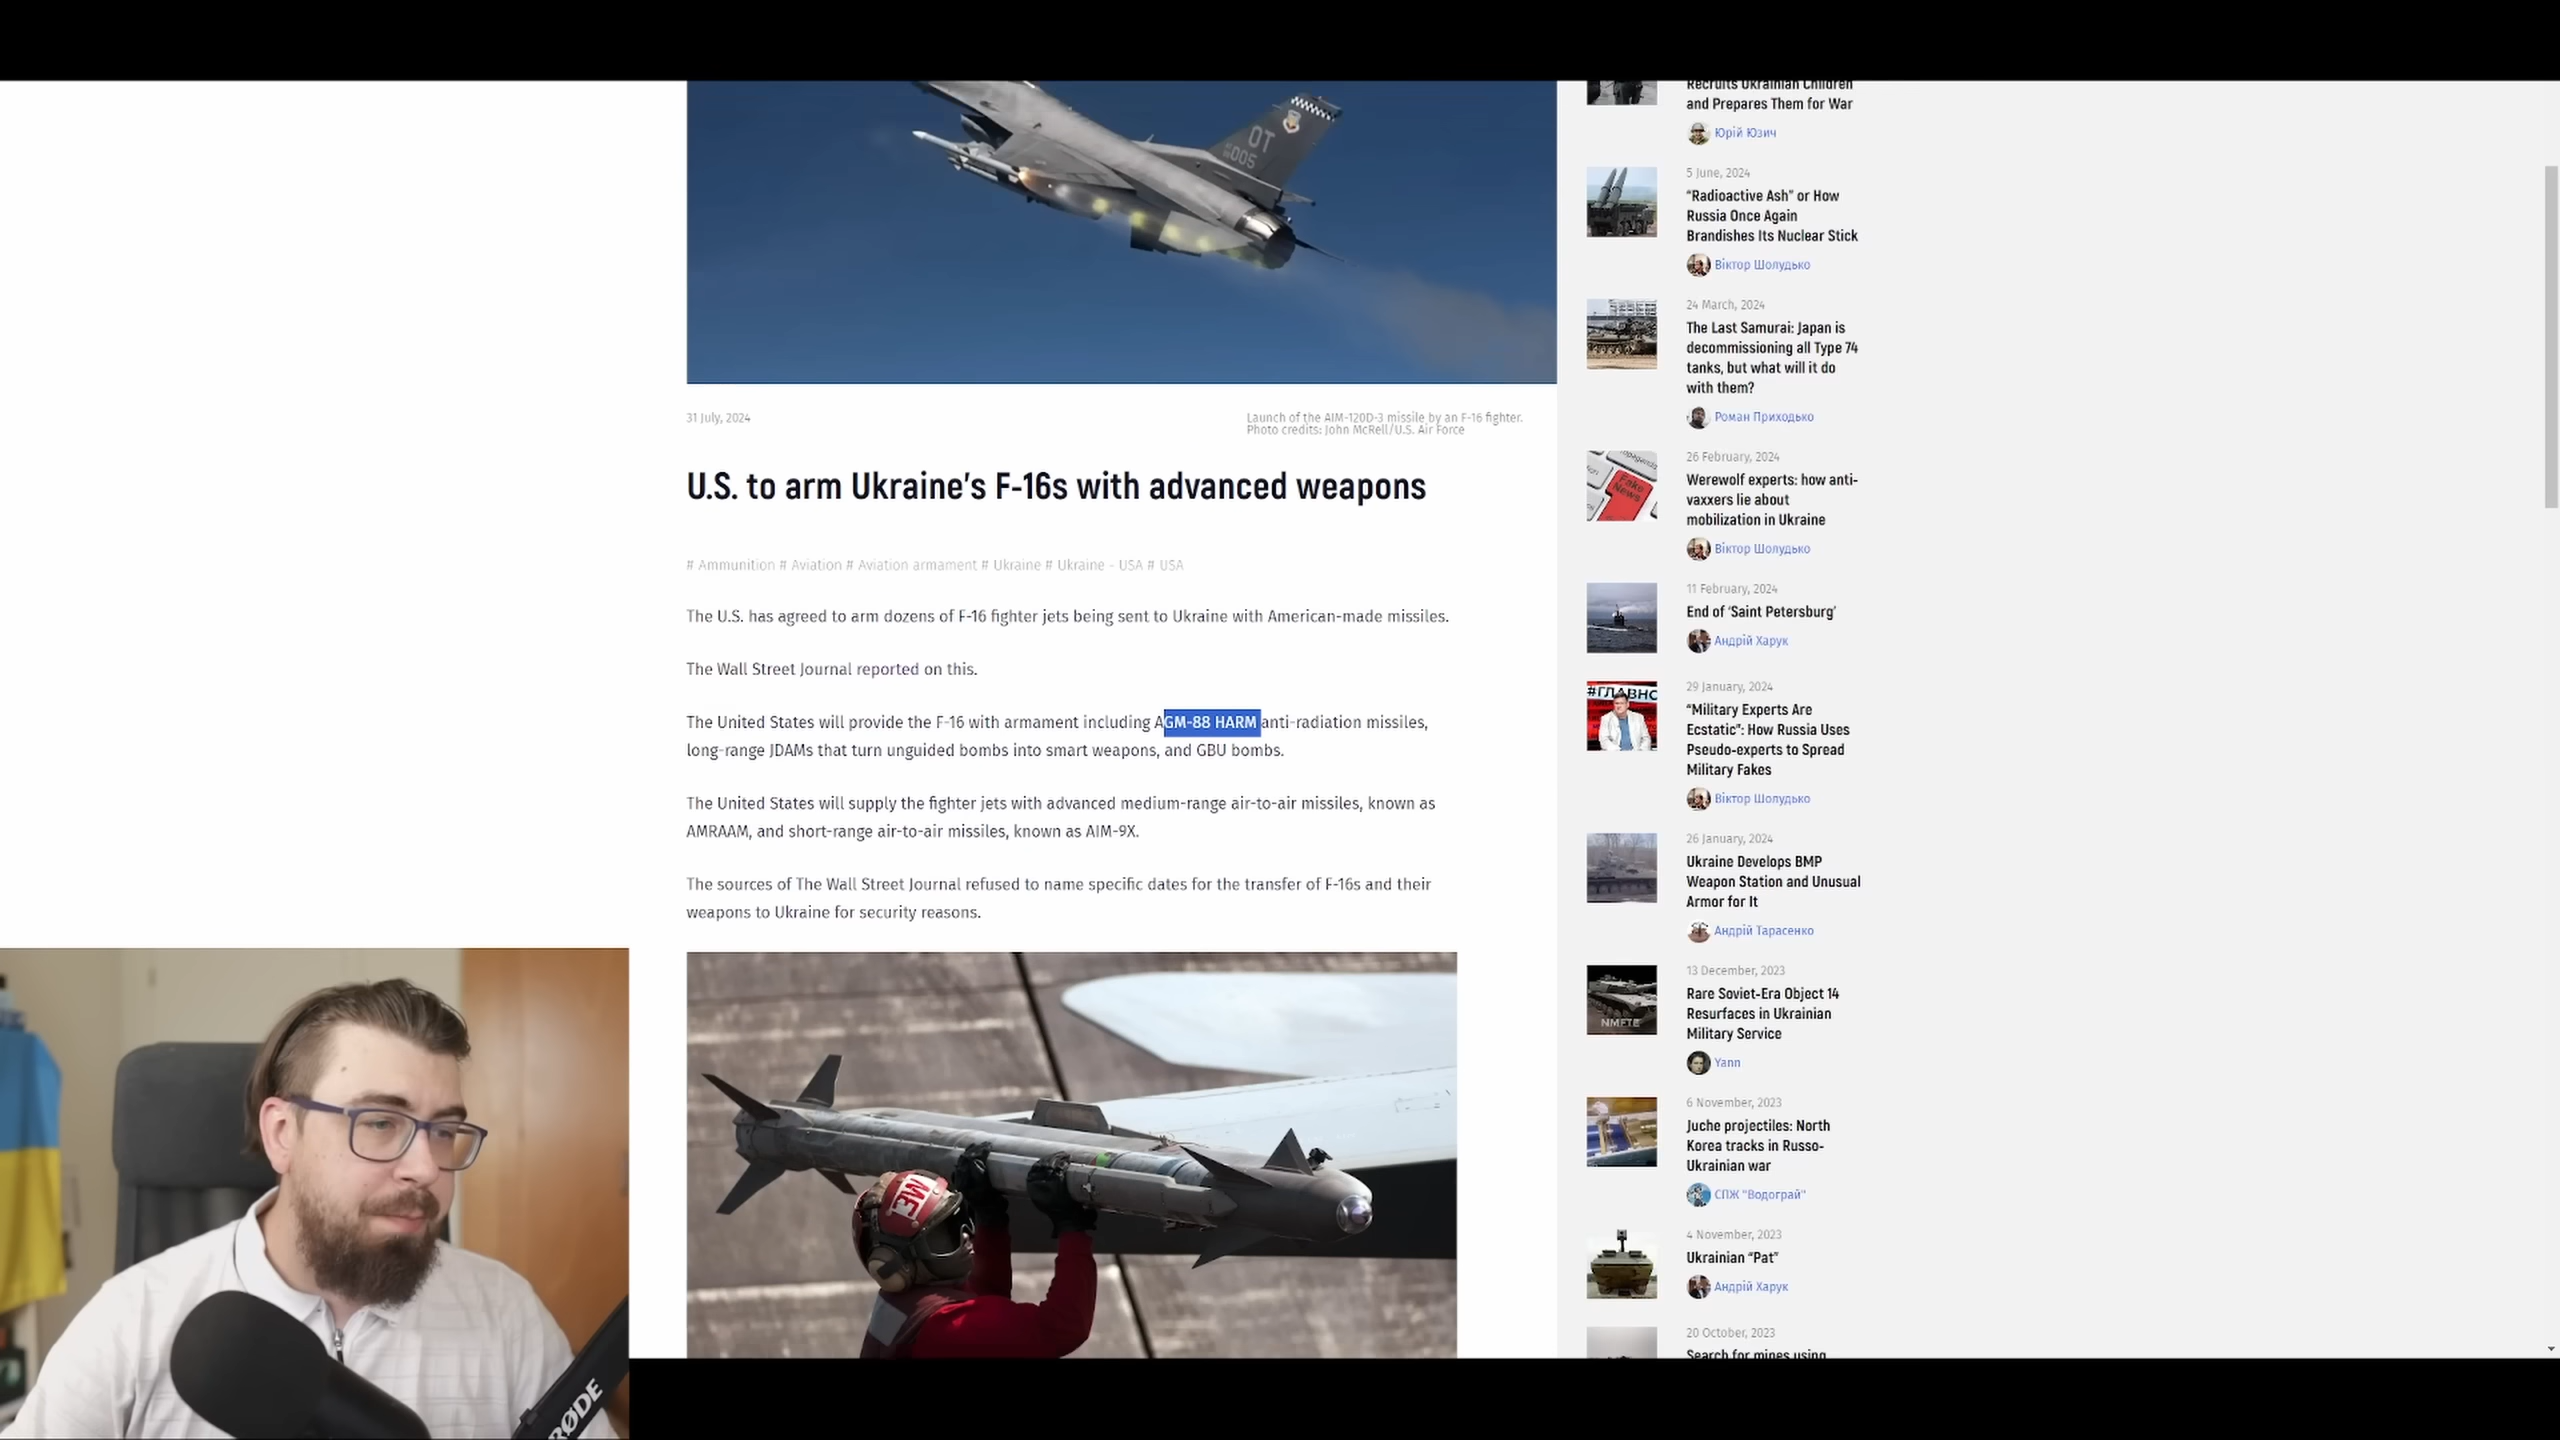 OT
005
31 July, 2024
Launch of the AIM-120D-3 missile by an F-16 fighter.
Photo credits: John McRell/U.S. Air Force
U.S. to arm Ukraine's F-16s with advanced weapons
# Ammunition # Aviation # Aviation armament # Ukraine # Ukraine - USA # USA
The U.S. has agreed to arm dozens of F-16 fighter jets being sent to Ukraine with American-made missiles.
The Wall Street Journal reported on this.
The United States will provide the F-16 with armament including AGM-88 HARM anti-radiation missiles,
long-range JDAMs that turn unguided bombs into smart weapons, and GBU bombs.
The United States will supply the fighter jets with advanced medium-range air-to-air missiles, known as
AMRAAM, and short-range air-to-air missiles, known as AIM-9X.
The sources of The Wall Street Journal refused to name specific dates for the transfer of F-16s and their
weapons to Ukraine for security reasons.
ME
RØDE
Recruits Ukrainian Children
and Prepares Them for War
Юрій Юзич
5 June, 2024
“Radioactive Ash” or How
Russia Once Again
Brandishes Its Nuclear Stick
Віктор Шолудько
24 March, 2024
The Last Samurai: Japan is
decommissioning all Type 74
tanks, but what will it do
with them?
Роман Приходько
26 February, 2024
Fake
News
Werewolf experts: how anti-
vaxxers lie about
mobilization in Ukraine
Віктор Шолудько
11 February, 2024
End of ‘Saint Petersburg’
Андрій Харук
29 January, 2024
#ГЛАВНО
“Military Experts Are
Ecstatic”: How Russia Uses
Pseudo-experts to Spread
Military Fakes
Віктор Шолудько
26 January, 2024
Ukraine Develops BMP
Weapon Station and Unusual
Armor for It
Андрій Тарасенко
13 December, 2023
NMFTE
Rare Soviet-Era Object 14
Resurfaces in Ukrainian
Military Service
Yann
6 November, 2023
Juche projectiles: North
Korea tracks in Russo-
Ukrainian war
СПЖ "Водограй"
4 November, 2023
Ukrainian “Pat”
Андрій Харук
20 October, 2023
Search for mines using